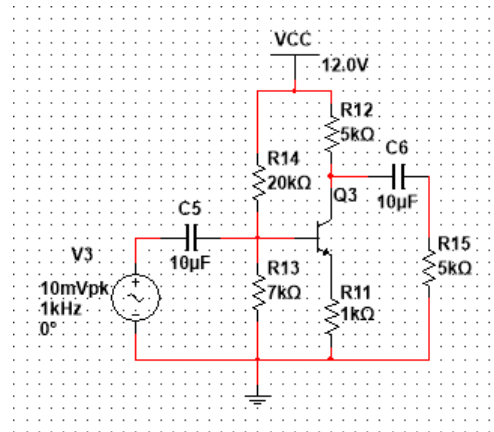 VCC
12.0V
R12
5kΩ
C6
10µF
R14
20kΩ
Q3
C5
10µF
R15
5kΩ
V3
10mVpk
1kHz
0°
R13
7kΩ
R11
1kΩ